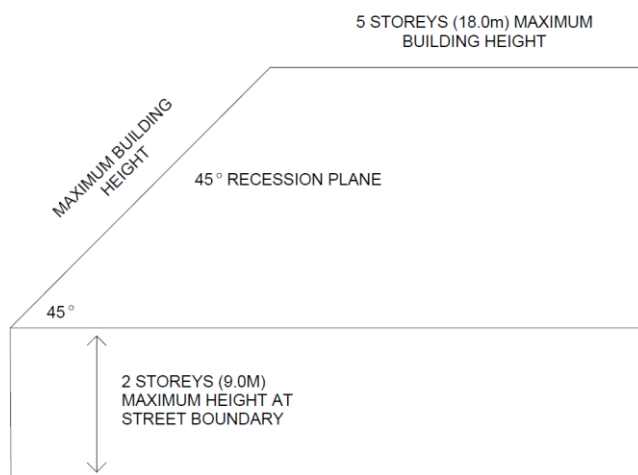 5 STOREYS (18.0m) MAXIMUM
BUILDING HEIGHT
MAXIMUM BUILDING
HEIGHT
45° RECESSION PLANE
45°
2 STOREYS (9.0M)
MAXIMUM HEIGHT AT
STREET BOUNDARY